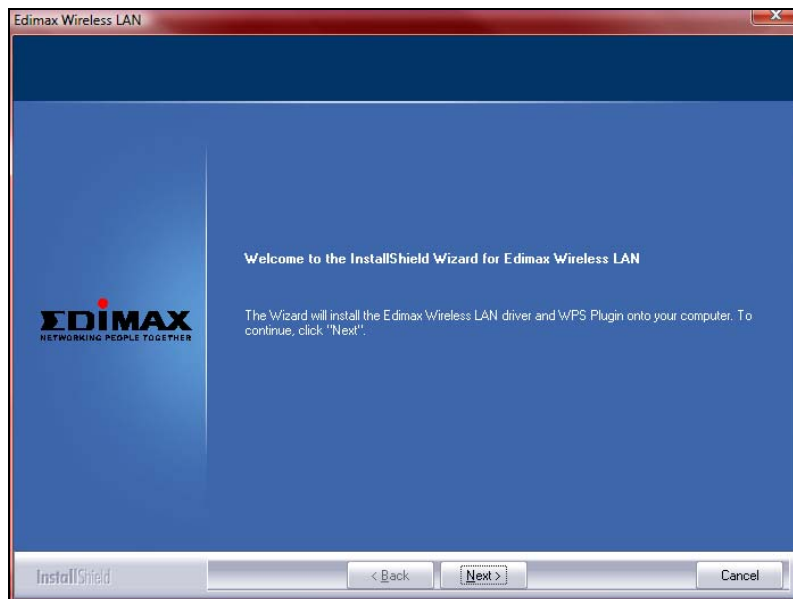 Edimax Wireless LAN
Welcome to the InstallShield Wizard for Edimax Wireless LAN
EDIMAX
NETWORKING PEOPLE TOGETHER
The Wizard will install the Edimax Wireless LAN driver and WPS Plugin onto your computer. To
continue, click "Next".
InstallShield
< Back
Next >
Cancel